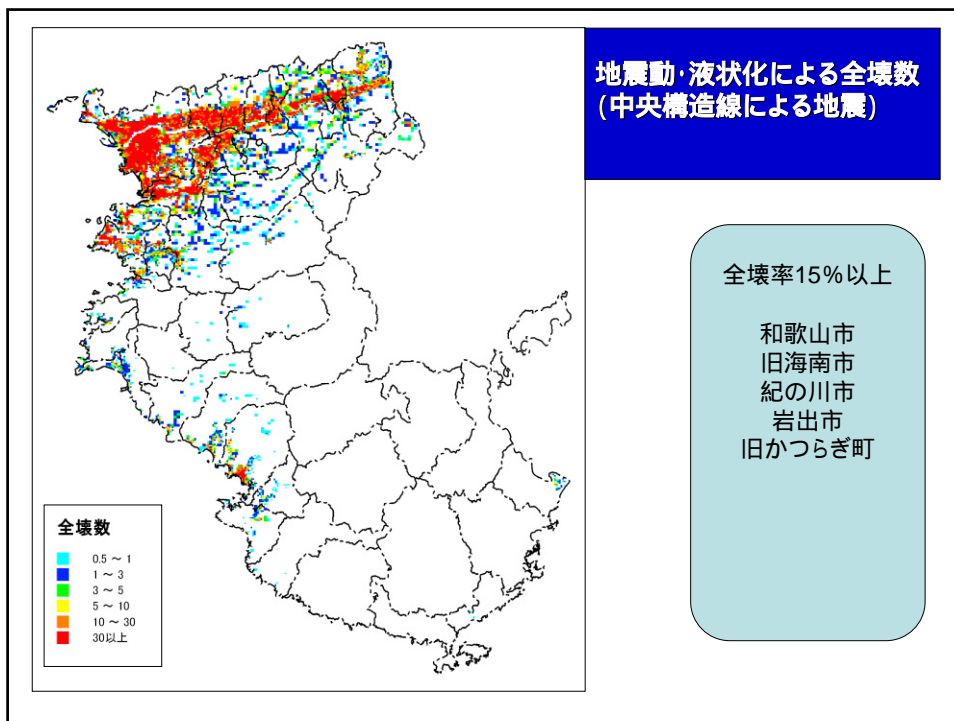 地震動・液状化による全壊数
(中央構造線による地震)
全壊率15%以上
和歌山市
旧海南市
紀の川市
岩出市
旧かつらぎ町
全壊数
0.5 ～ 1
1 ～ 3
3 ～ 5
5 ～ 10
10 ～ 30
30以上